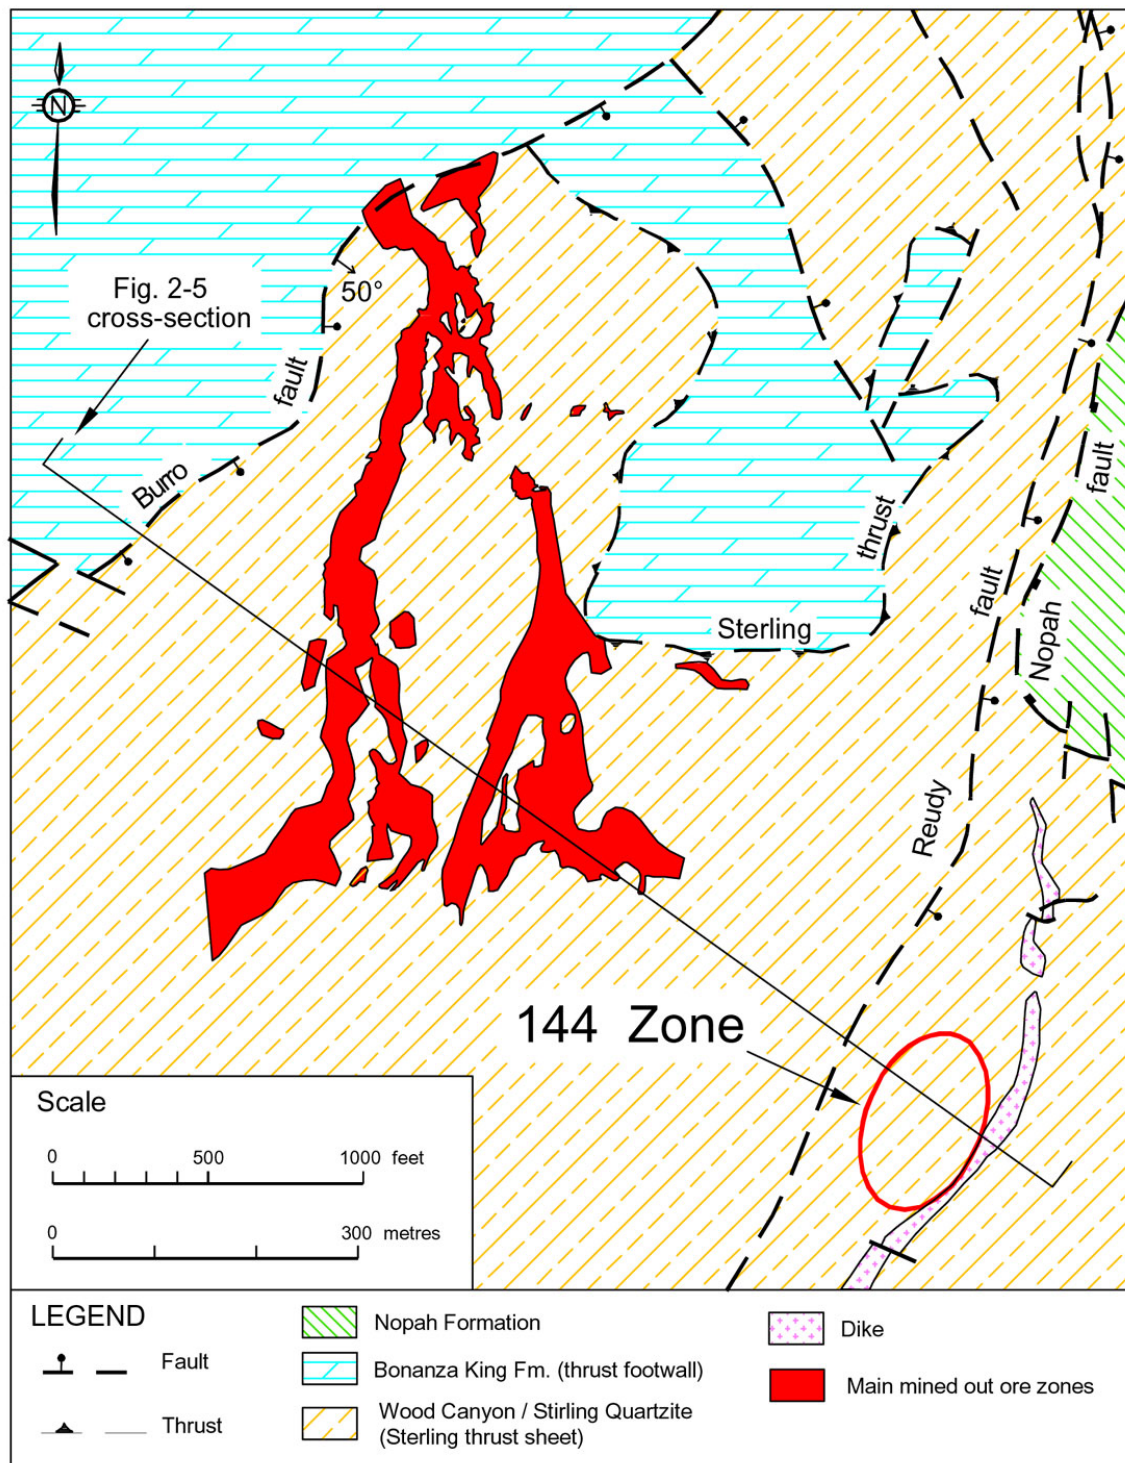 N
Fig. 2-5
cross-section
50°
fault
Burro
fault
thrust
fault
Sterling
Nopah
Reudy
144 Zone
Scale
0 500 1000 feet
0 300 metres
LEGEND
Fault
Thrust
Nopah Formation
Bonanza King Fm. (thrust footwall)
Wood Canyon / Stirling Quartzite
(Sterling thrust sheet)
Dike
Main mined out ore zones